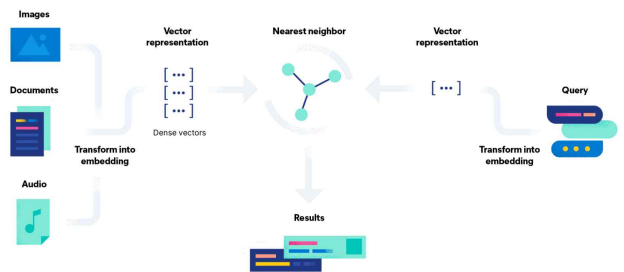 Images
Vector
representation
Nearest neighbor
Vector
representation
[ ••• ]
[ ••• ]
[ ••• ]
[ ••• ]
Documents
Query
Dense vectors
Transform into
embedding
Transform into
embedding
Audio
Results